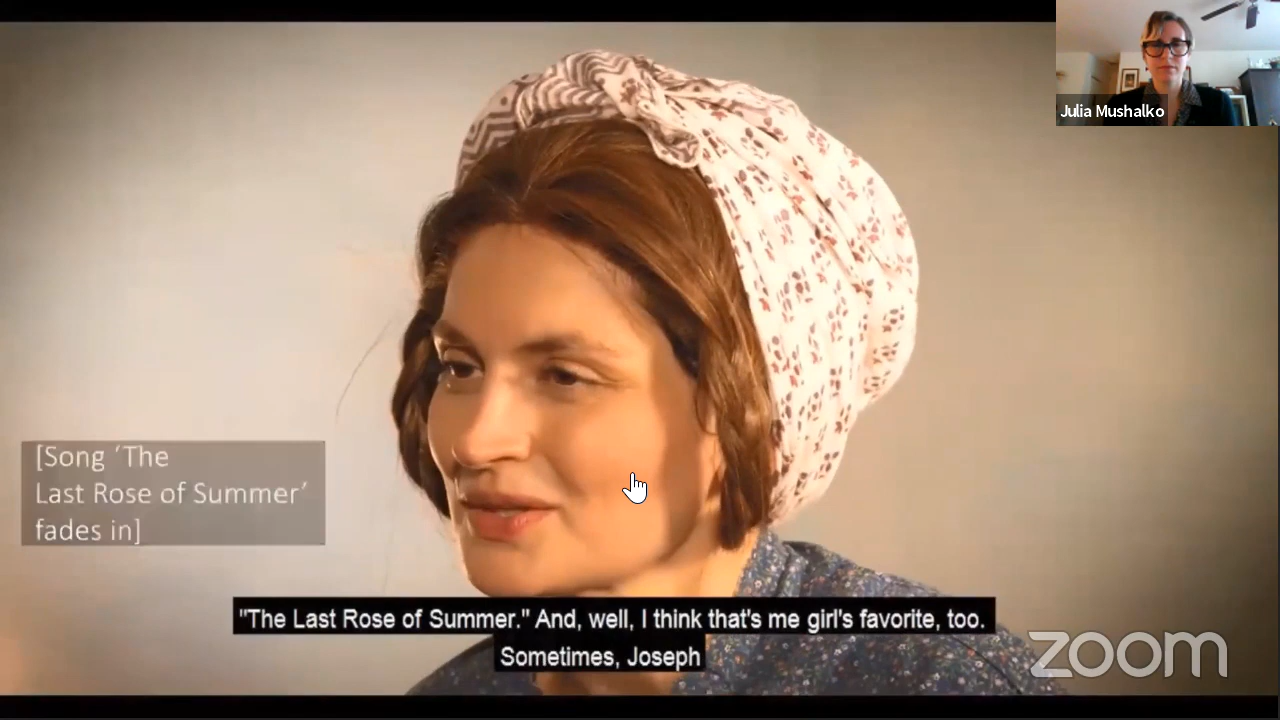 Julia Mushalko
[Song ‘The
Last Rose of Summer’
fades in]
"The Last Rose of Summer." And, well, I think that's me girl's favorite, too.
Sometimes, Joseph
zoom